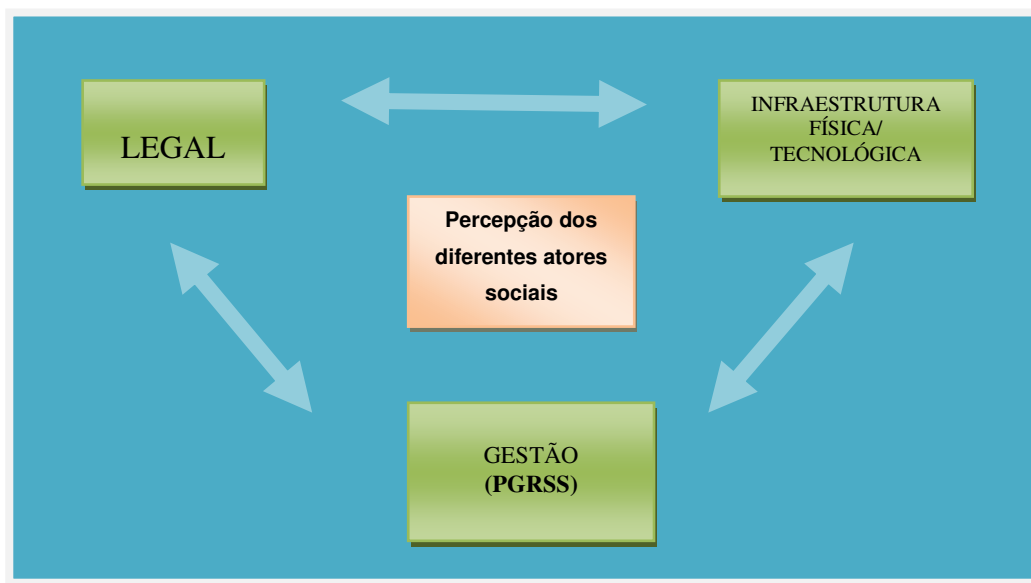 LEGAL
INFRAESTRUTURA
FÍSICA/
TECNOLÓGICA
Percepção dos
diferentes atores
sociais
GESTÃO
(PGRSS)